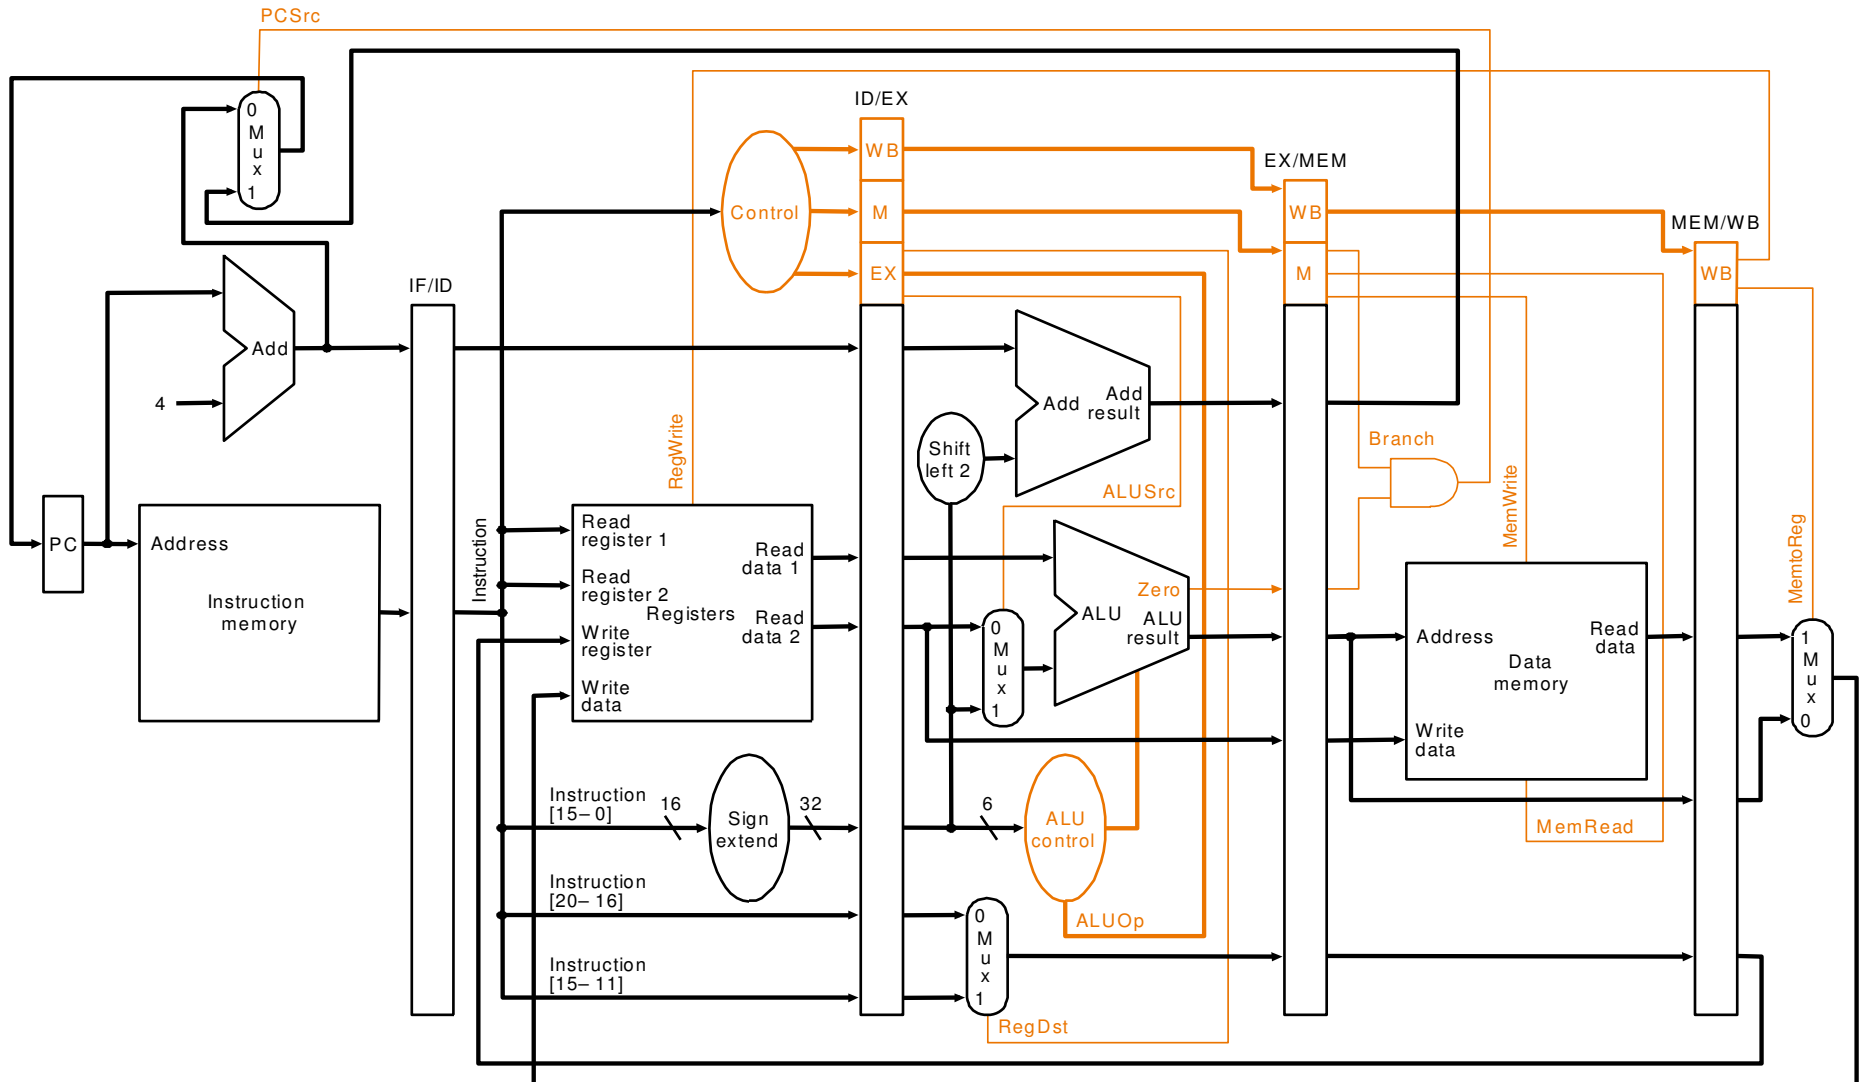 PCSrc
0
M
u
x
1
ID/EX
WB
EX/MEM
Control
M
WB
MEM/WB
EX
M
WB
IF/ID
Add
4
Add
Add
result
RegWrite
Shift
left 2
Branch
ALUSrc
MemWrite
MemtoReg
PC
Address
Instruction
memory
Instruction
Read
register 1
Read
data 1
Read
register 2
Registers
Read
data 2
Write
register
Write
data
0
M
u
x
1
Zero
ALU
ALU
result
Address
Read
data
Data
memory
Write
data
1
M
u
x
0
Instruction
[15– 0]
16
Sign
extend
32
6
ALU
control
MemRead
Instruction
[20– 16]
0
M
u
x
1
ALUOp
Instruction
[15– 11]
RegDst